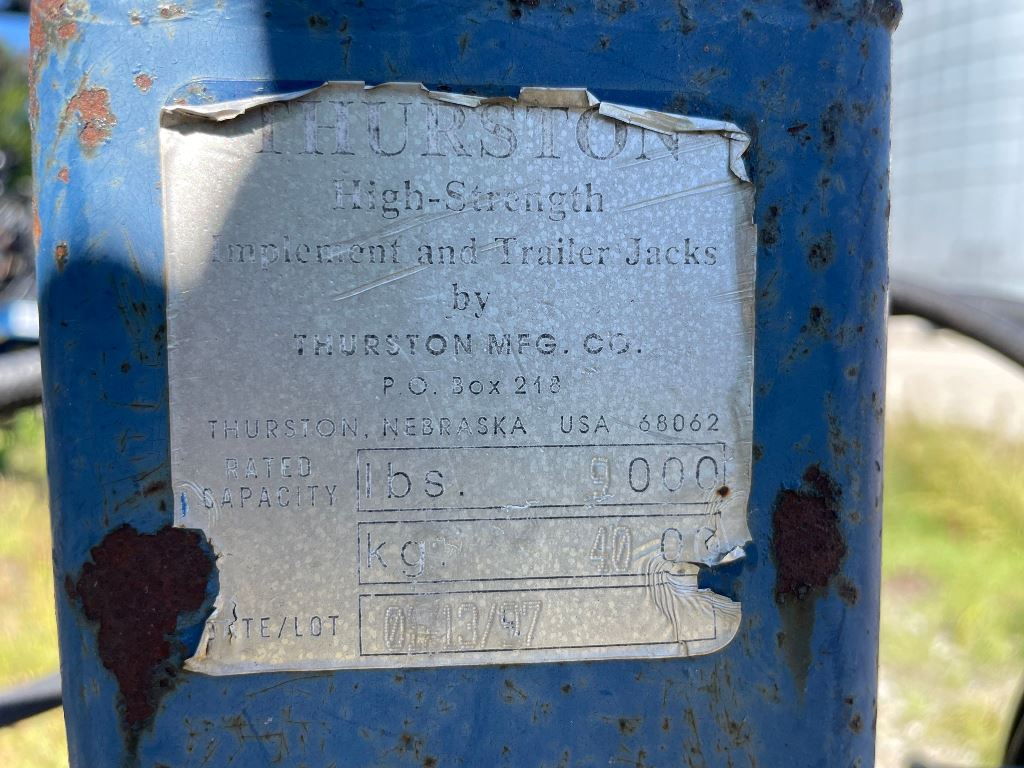 THURSTON
High-Strength
Implement and Trailer Jacks
by
THURSTON MFG. CO.
P.O. Box 218
THURSTON, NEBRASKA USA 68062
RATED CAPACITY
lbs. 9000
kg. 40
DATE/LOT